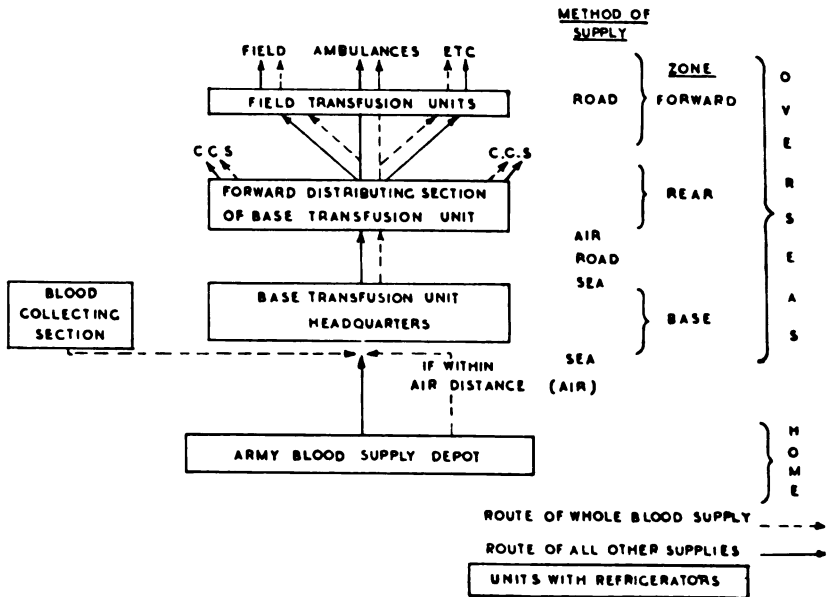 METHOD OF
SUPPLY
FIELD AMBULANCES ETC
ZONE
FIELD TRANSFUSION UNITS
ROAD
FORWARD
C.C.S
C.C.S
FORWARD DISTRIBUTING SECTION
OF BASE TRANSFUSION UNIT
REAR
AIR
ROAD
SEA
BLOOD
COLLECTING
SECTION
BASE TRANSFUSION UNIT
HEADQUARTERS
BASE
OVERSEAS
IF WITHIN
AIR DISTANCE
SEA
(AIR)
ARMY BLOOD SUPPLY DEPOT
HOME
ROUTE OF WHOLE BLOOD SUPPLY
ROUTE OF ALL OTHER SUPPLIES
UNITS WITH REFRIGERATORS